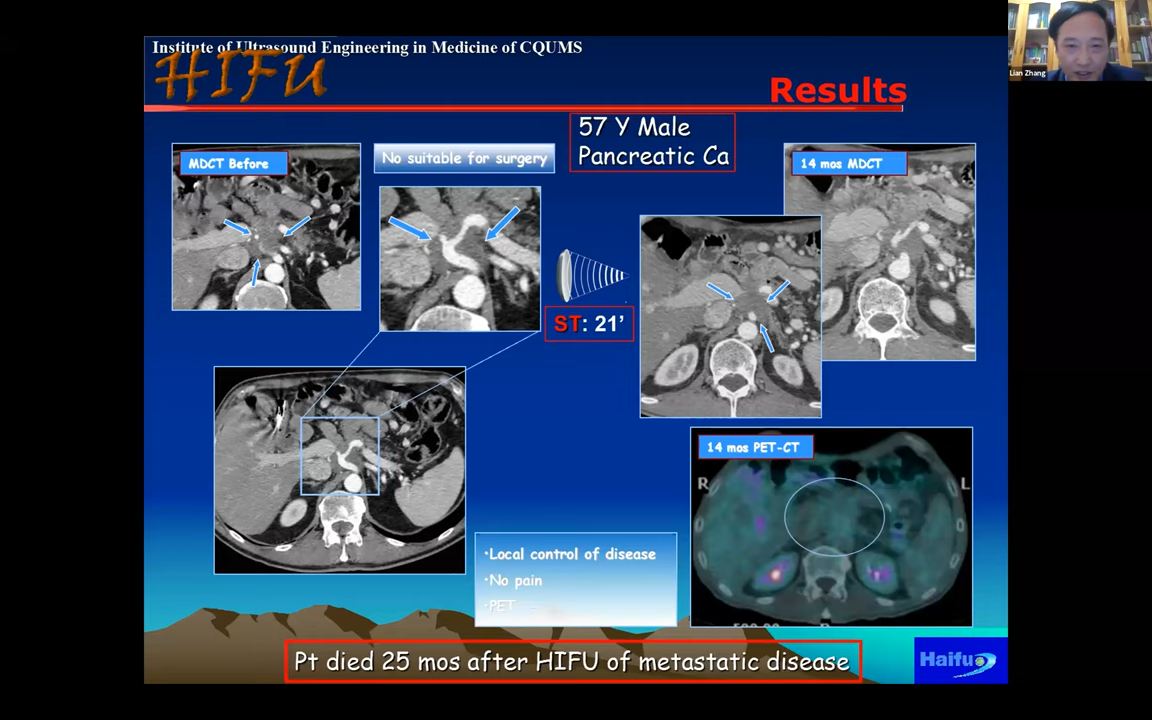 Institute of Ultrasound Engineering in Medicine of CQUMS
HIFU
Results
57 Y Male
Pancreatic Ca
MDCT Before
No suitable for surgery
14 mos MDCT
ST: 21’
14 mos PET-CT
R
L
•Local control of disease
•No pain
•PET -
Pt died 25 mos after HIFU of metastatic disease
Haifu
Lian Zhang